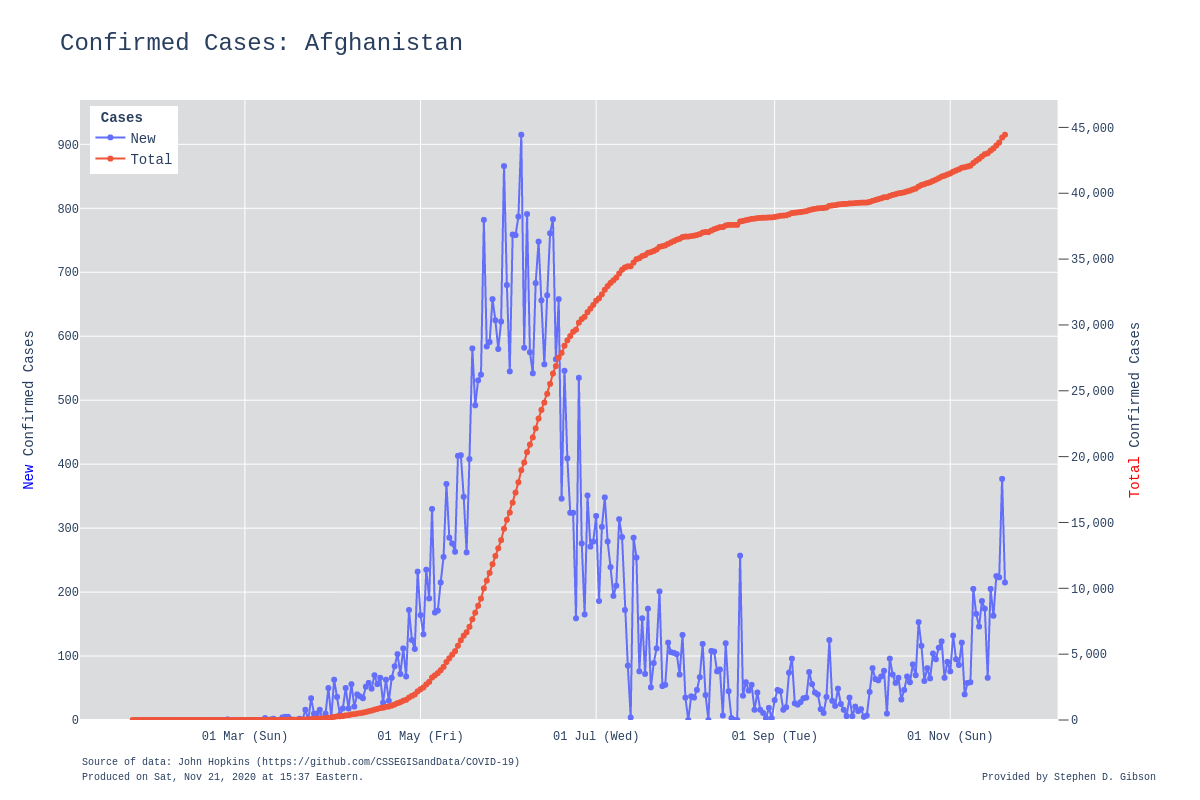 Confirmed Cases: Afghanistan
Cases
New
Total
New Confirmed Cases
900
800
700
600
500
400
300
200
100
0
45,000
40,000
35,000
30,000
25,000
20,000
15,000
10,000
5,000
0
Total Confirmed Cases
01 Mar (Sun) 01 May (Fri) 01 Jul (Wed) 01 Sep (Tue) 01 Nov (Sun)
Source of data: John Hopkins (https://github.com/CSSEGISandData/COVID-19)
Produced on Sat, Nov 21, 2020 at 15:37 Eastern.
Provided by Stephen D. Gibson